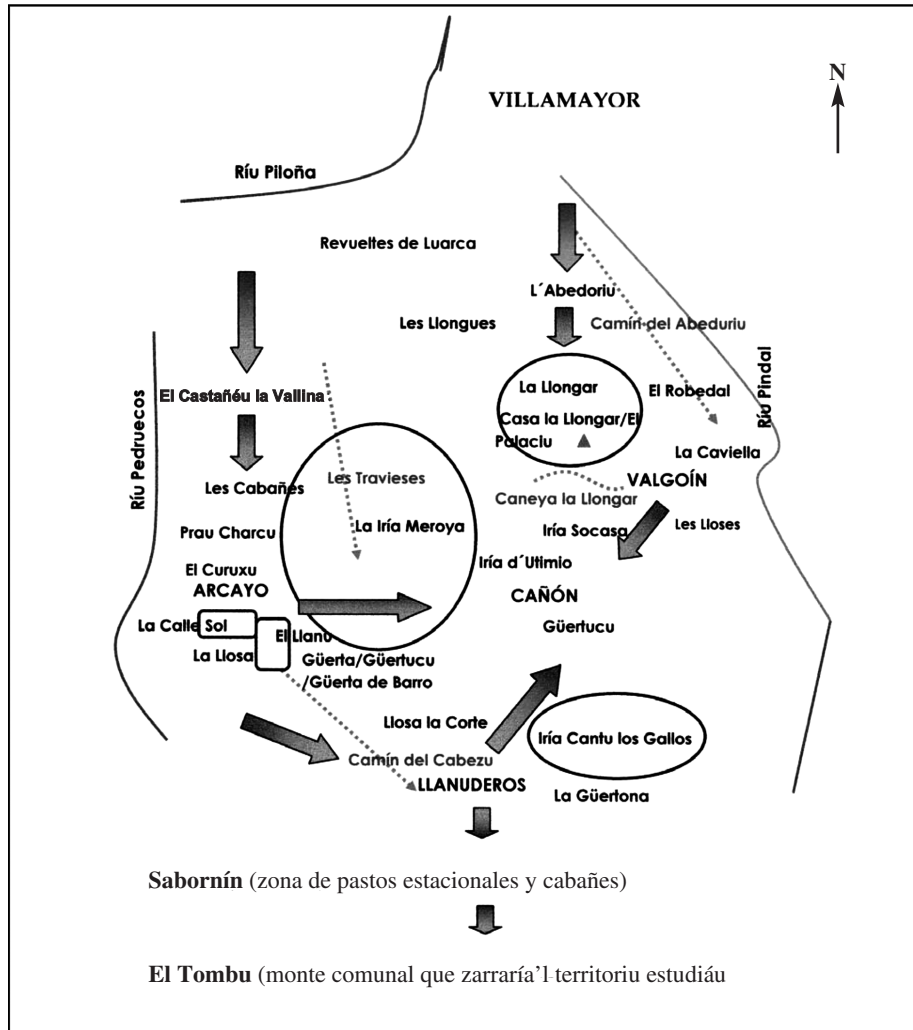 N
VILLAMAYOR
Ríu Piloña
Revueltes de Luarca
L´Abedoriu
Les Llongues
Camín del Abeduriu
La Llongar
El Robedal
Ríu Pindal
El Castañéu la Vallina
Casa la Llongar/El
Palaciu
La Caviella
Ríu Pedruecos
Les Travieses
VALGOÍN
Les Cabañes
Caneya la Llongar
La Iría Meroya
Iría Socasa
Les Lloses
Prau Charcu
Iría d´Utimio
El Curuxu
ARCAYO
CAÑÓN
La Calle Sol
El Llanu
Güertucu
La Llosa
Güerta/Güertucu
/Güerta de Barro
Llosa la Corte
Iría Cantu los Gallos
Camín del Cabezu
LLANUDEROS
La Güertona
Sabornín (zona de pastos estacionales y cabañes)
El Tombu (monte comunal que zarraría’l territoriu estudiáu